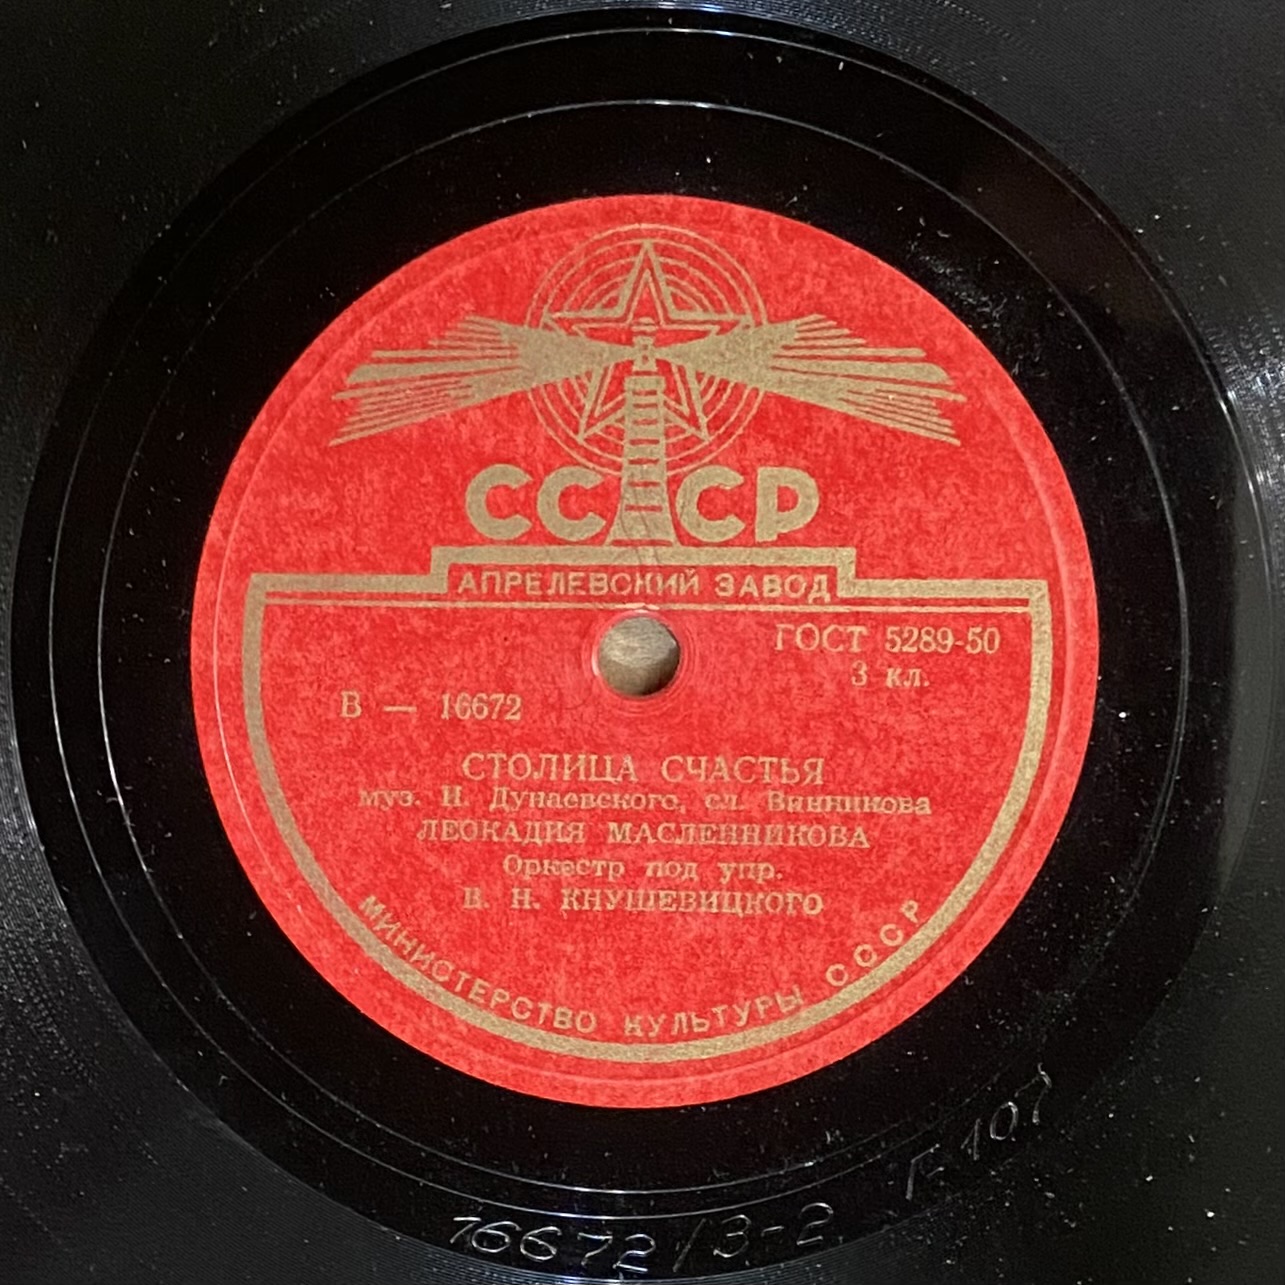 СССР
АПРЕЛЕВСКИЙ ЗАВОД
ГОСТ 5289-50
3 кл.
В — 16672
СТОЛИЦА СЧАСТЬЯ
муз. И. Дунаевского, сл. Винникова
ЛЕОКАДИЯ МАСЛЕННИКОВА
Оркестр под упр.
В. Н. КНУШЕВИЦКОГО
МИНИСТЕРСТВО КУЛЬТУРЫ СССР
16672/3-2